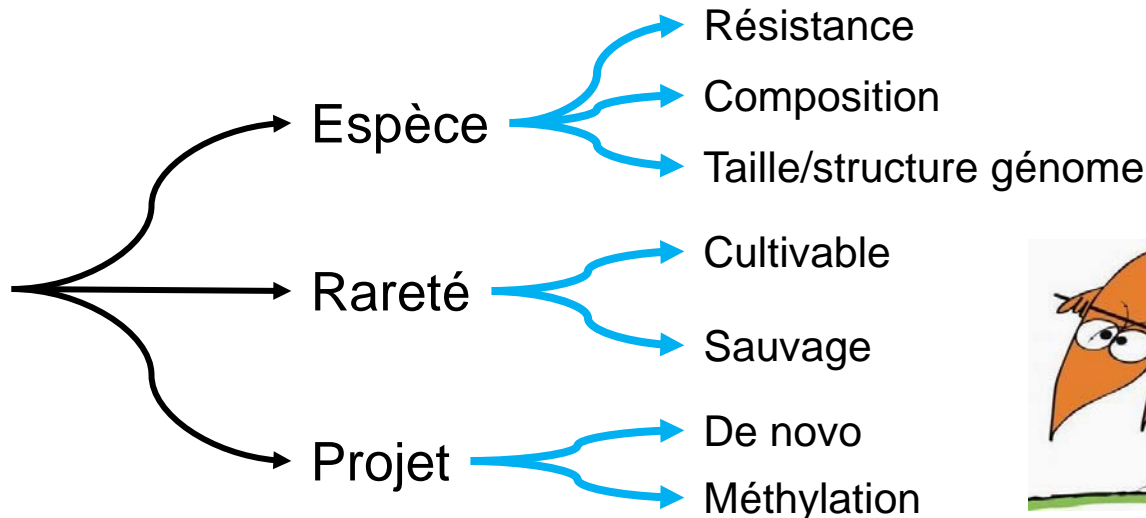 Espèce
Résistance
Composition
Taille/structure génome
Rareté
Cultivable
Sauvage
Projet
De novo
Méthylation